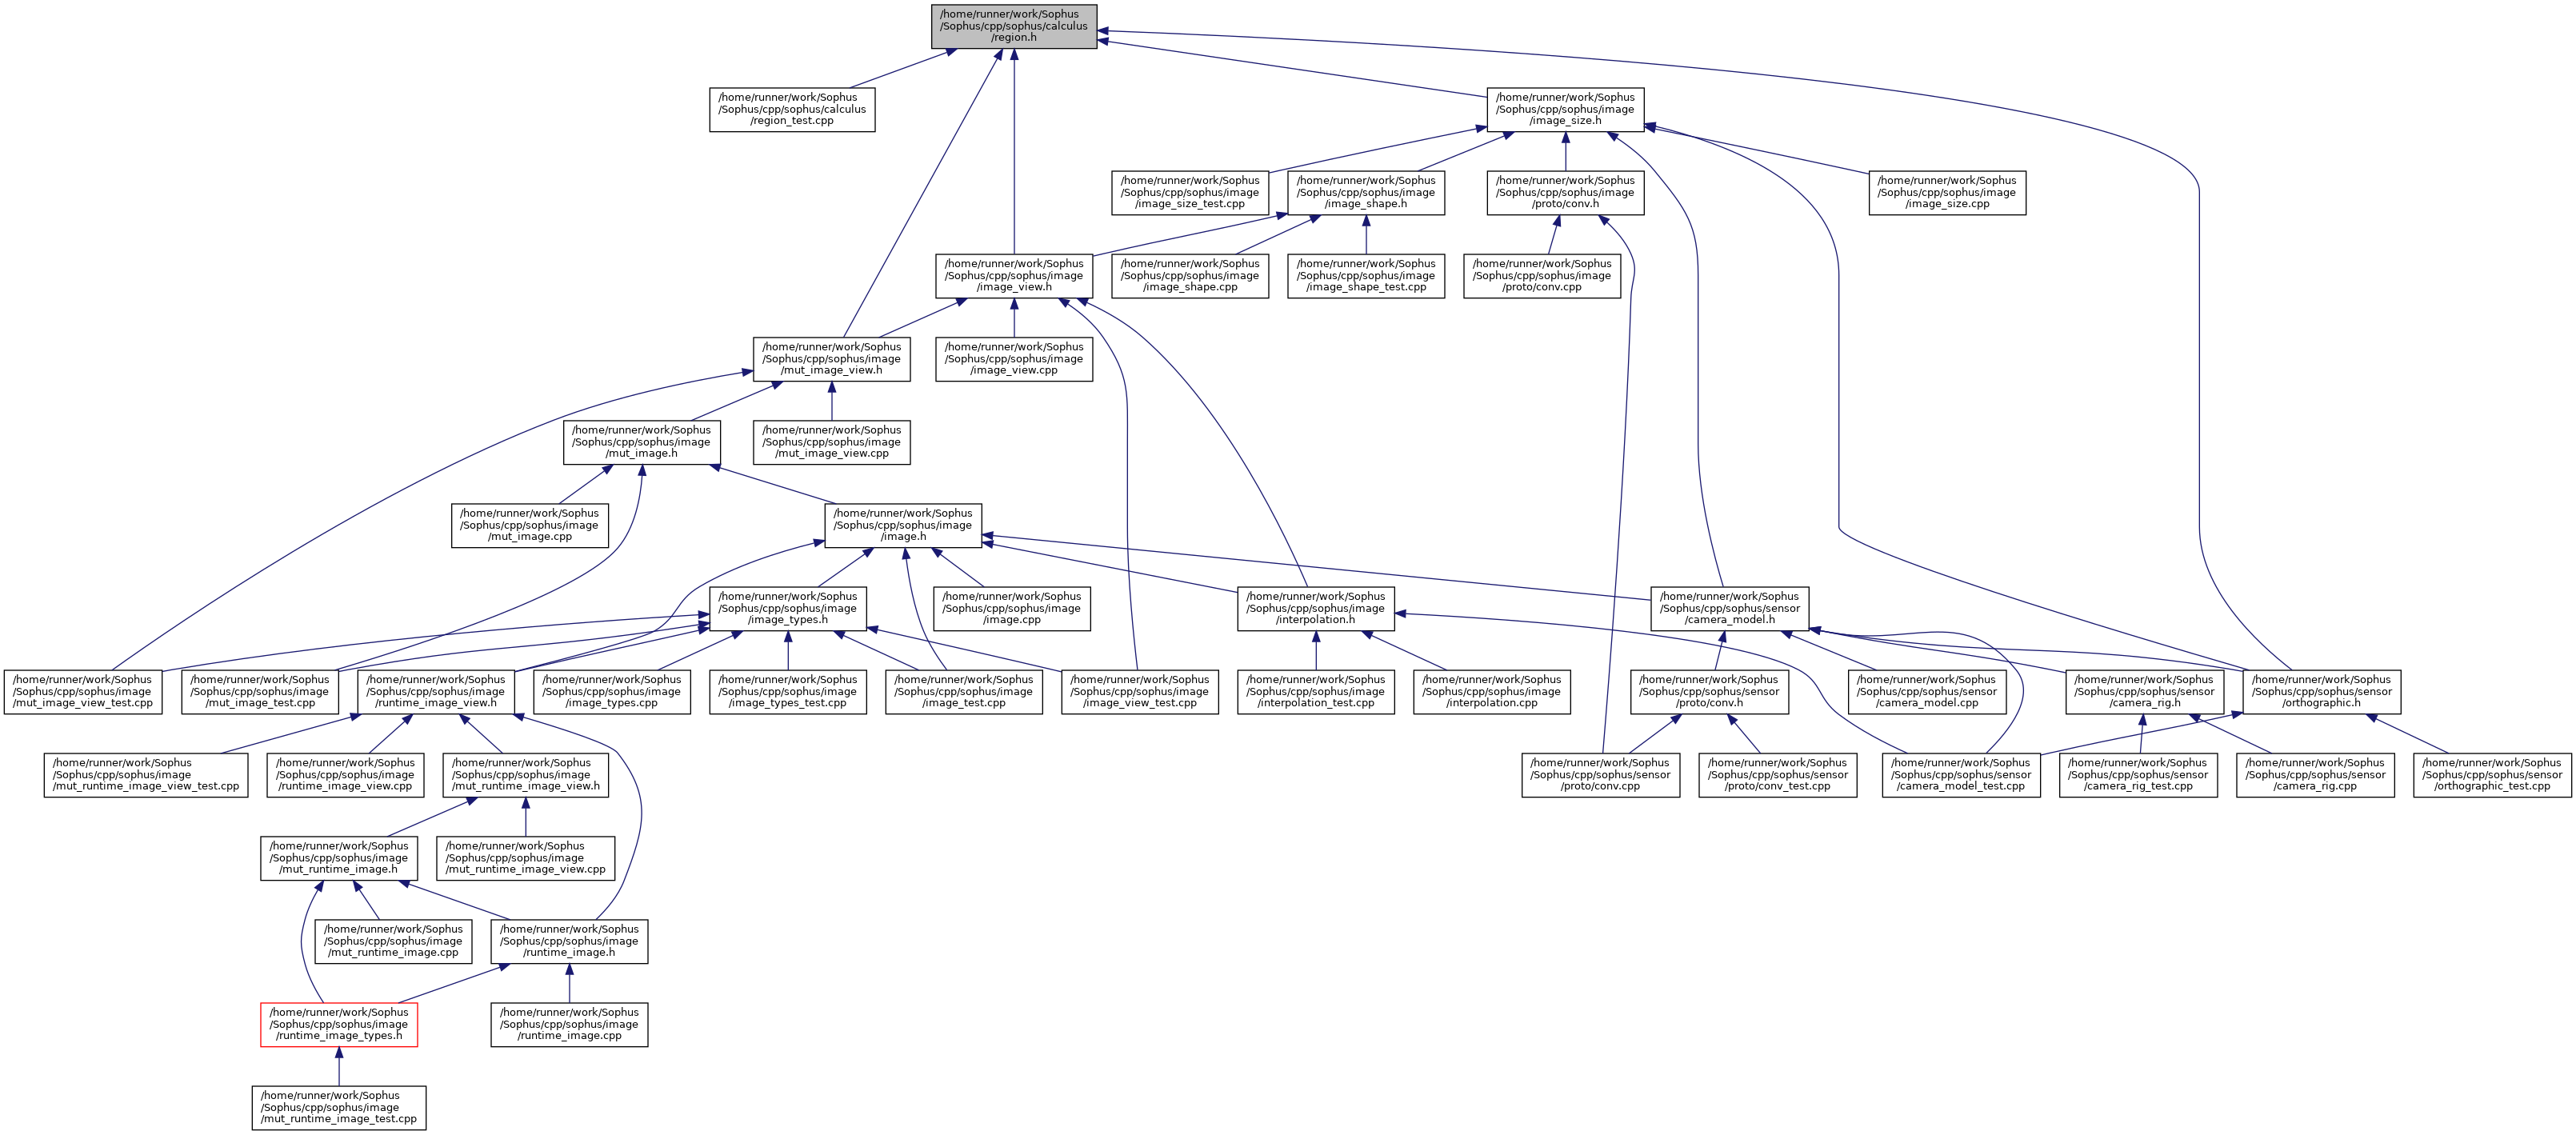 /home/runner/work/Sophus
/Sophus/cpp/sophus/calculus
/region.h
/home/runner/work/Sophus
/Sophus/cpp/sophus/calculus
/region_test.cpp
/home/runner/work/Sophus
/Sophus/cpp/sophus/image
/image_size.h
/home/runner/work/Sophus
/Sophus/cpp/sophus/image
/image_size_test.cpp
/home/runner/work/Sophus
/Sophus/cpp/sophus/image
/image_shape.h
/home/runner/work/Sophus
/Sophus/cpp/sophus/image
/proto/conv.h
/home/runner/work/Sophus
/Sophus/cpp/sophus/image
/image_size.cpp
/home/runner/work/Sophus
/Sophus/cpp/sophus/image
/image_view.h
/home/runner/work/Sophus
/Sophus/cpp/sophus/image
/image_shape.cpp
/home/runner/work/Sophus
/Sophus/cpp/sophus/image
/image_shape_test.cpp
/home/runner/work/Sophus
/Sophus/cpp/sophus/image
/proto/conv.cpp
/home/runner/work/Sophus
/Sophus/cpp/sophus/image
/mut_image_view.h
/home/runner/work/Sophus
/Sophus/cpp/sophus/image
/image_view.cpp
/home/runner/work/Sophus
/Sophus/cpp/sophus/image
/mut_image.h
/home/runner/work/Sophus
/Sophus/cpp/sophus/image
/mut_image_view.cpp
/home/runner/work/Sophus
/Sophus/cpp/sophus/image
/mut_image.cpp
/home/runner/work/Sophus
/Sophus/cpp/sophus/image
/image.h
/home/runner/work/Sophus
/Sophus/cpp/sophus/image
/image_types.h
/home/runner/work/Sophus
/Sophus/cpp/sophus/image
/image.cpp
/home/runner/work/Sophus
/Sophus/cpp/sophus/image
/interpolation.h
/home/runner/work/Sophus
/Sophus/cpp/sophus/sensor
/camera_model.h
/home/runner/work/Sophus
/Sophus/cpp/sophus/image
/mut_image_view_test.cpp
/home/runner/work/Sophus
/Sophus/cpp/sophus/image
/mut_image_test.cpp
/home/runner/work/Sophus
/Sophus/cpp/sophus/image
/runtime_image_view.h
/home/runner/work/Sophus
/Sophus/cpp/sophus/image
/image_types.cpp
/home/runner/work/Sophus
/Sophus/cpp/sophus/image
/image_types_test.cpp
/home/runner/work/Sophus
/Sophus/cpp/sophus/image
/image_test.cpp
/home/runner/work/Sophus
/Sophus/cpp/sophus/image
/image_view_test.cpp
/home/runner/work/Sophus
/Sophus/cpp/sophus/image
/interpolation_test.cpp
/home/runner/work/Sophus
/Sophus/cpp/sophus/image
/interpolation.cpp
/home/runner/work/Sophus
/Sophus/cpp/sophus/sensor
/proto/conv.h
/home/runner/work/Sophus
/Sophus/cpp/sophus/sensor
/camera_model.cpp
/home/runner/work/Sophus
/Sophus/cpp/sophus/sensor
/camera_rig.h
/home/runner/work/Sophus
/Sophus/cpp/sophus/sensor
/orthographic.h
/home/runner/work/Sophus
/Sophus/cpp/sophus/image
/mut_runtime_image_view_test.cpp
/home/runner/work/Sophus
/Sophus/cpp/sophus/image
/runtime_image_view.cpp
/home/runner/work/Sophus
/Sophus/cpp/sophus/image
/mut_runtime_image_view.h
/home/runner/work/Sophus
/Sophus/cpp/sophus/sensor
/proto/conv.cpp
/home/runner/work/Sophus
/Sophus/cpp/sophus/sensor
/proto/conv_test.cpp
/home/runner/work/Sophus
/Sophus/cpp/sophus/sensor
/camera_model_test.cpp
/home/runner/work/Sophus
/Sophus/cpp/sophus/sensor
/camera_rig_test.cpp
/home/runner/work/Sophus
/Sophus/cpp/sophus/sensor
/camera_rig.cpp
/home/runner/work/Sophus
/Sophus/cpp/sophus/sensor
/orthographic_test.cpp
/home/runner/work/Sophus
/Sophus/cpp/sophus/image
/mut_runtime_image.h
/home/runner/work/Sophus
/Sophus/cpp/sophus/image
/mut_runtime_image_view.cpp
/home/runner/work/Sophus
/Sophus/cpp/sophus/image
/mut_runtime_image.cpp
/home/runner/work/Sophus
/Sophus/cpp/sophus/image
/runtime_image.h
/home/runner/work/Sophus
/Sophus/cpp/sophus/image
/runtime_image_types.h
/home/runner/work/Sophus
/Sophus/cpp/sophus/image
/runtime_image.cpp
/home/runner/work/Sophus
/Sophus/cpp/sophus/image
/mut_runtime_image_test.cpp